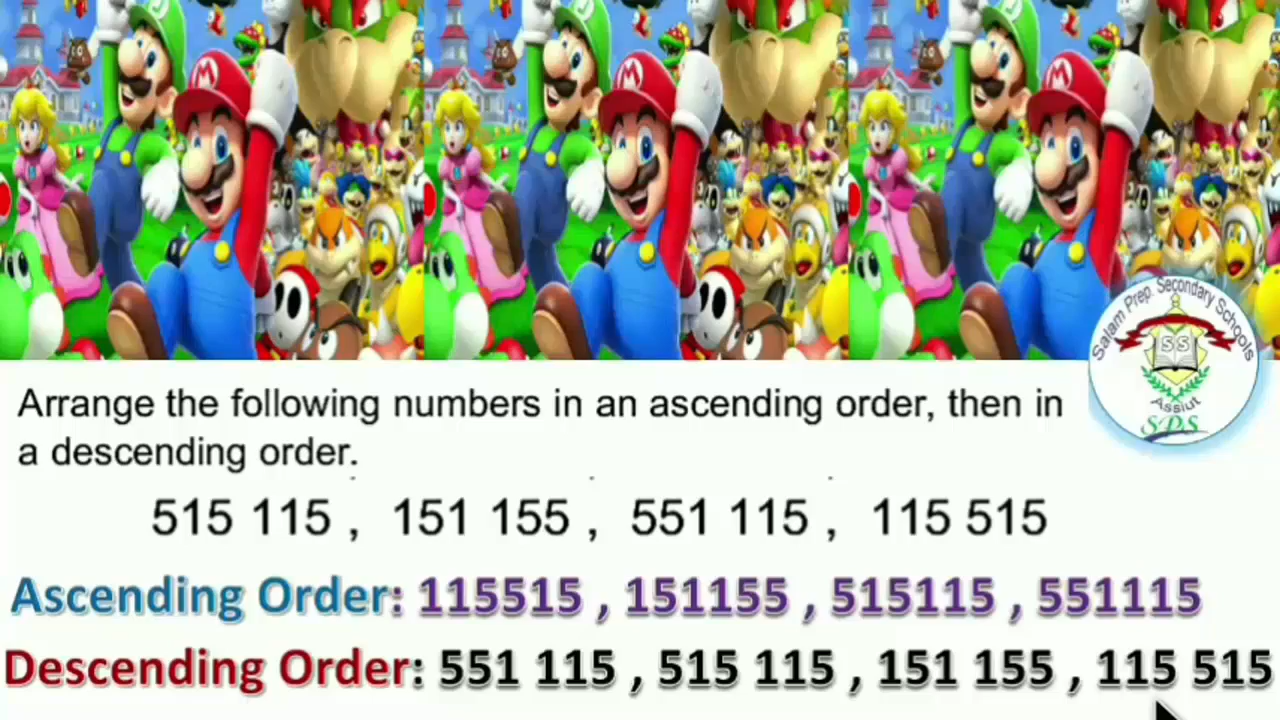 Salam Prep. Secondary Schools
SS
Assiut
SPS
Arrange the following numbers in an ascending order, then in
a descending order.
515 115 , 151 155 , 551 115 , 115 515
Ascending Order: 115515 , 151155 , 515115 , 551115
Descending Order: 551 115 , 515 115 , 151 155 , 115 515